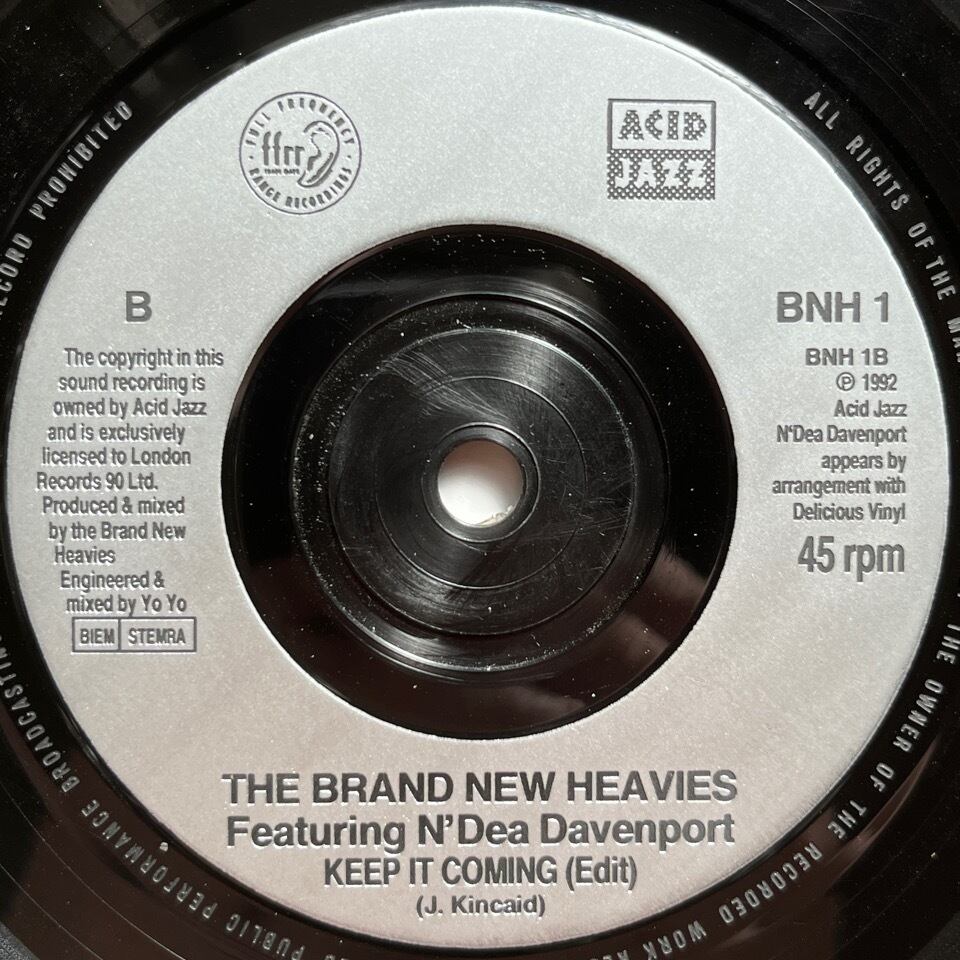 FULL FREQUENCY
ffrr
TRADE MARK
RANGE RECORDINGS
ACID
JAZZ
B
BNH 1
The copyright in this
sound recording is
owned by Acid Jazz
and is exclusively
licensed to London
Records 90 Ltd.
Produced & mixed
by the Brand New
Heavies
Engineered &
mixed by Yo Yo
BIEM STEMRA
BNH 1B
℗ 1992
Acid Jazz
N'Dea Davenport
appears by
arrangement with
Delicious Vinyl
45 rpm
THE BRAND NEW HEAVIES
Featuring N'Dea Davenport
KEEP IT COMING (Edit)
(J. Kincaid)
ALL RIGHTS OF THE
THE OWNER OF THE RECORDED WORK
PUBLIC PERFORMANCE
RECORD PROHIBITED